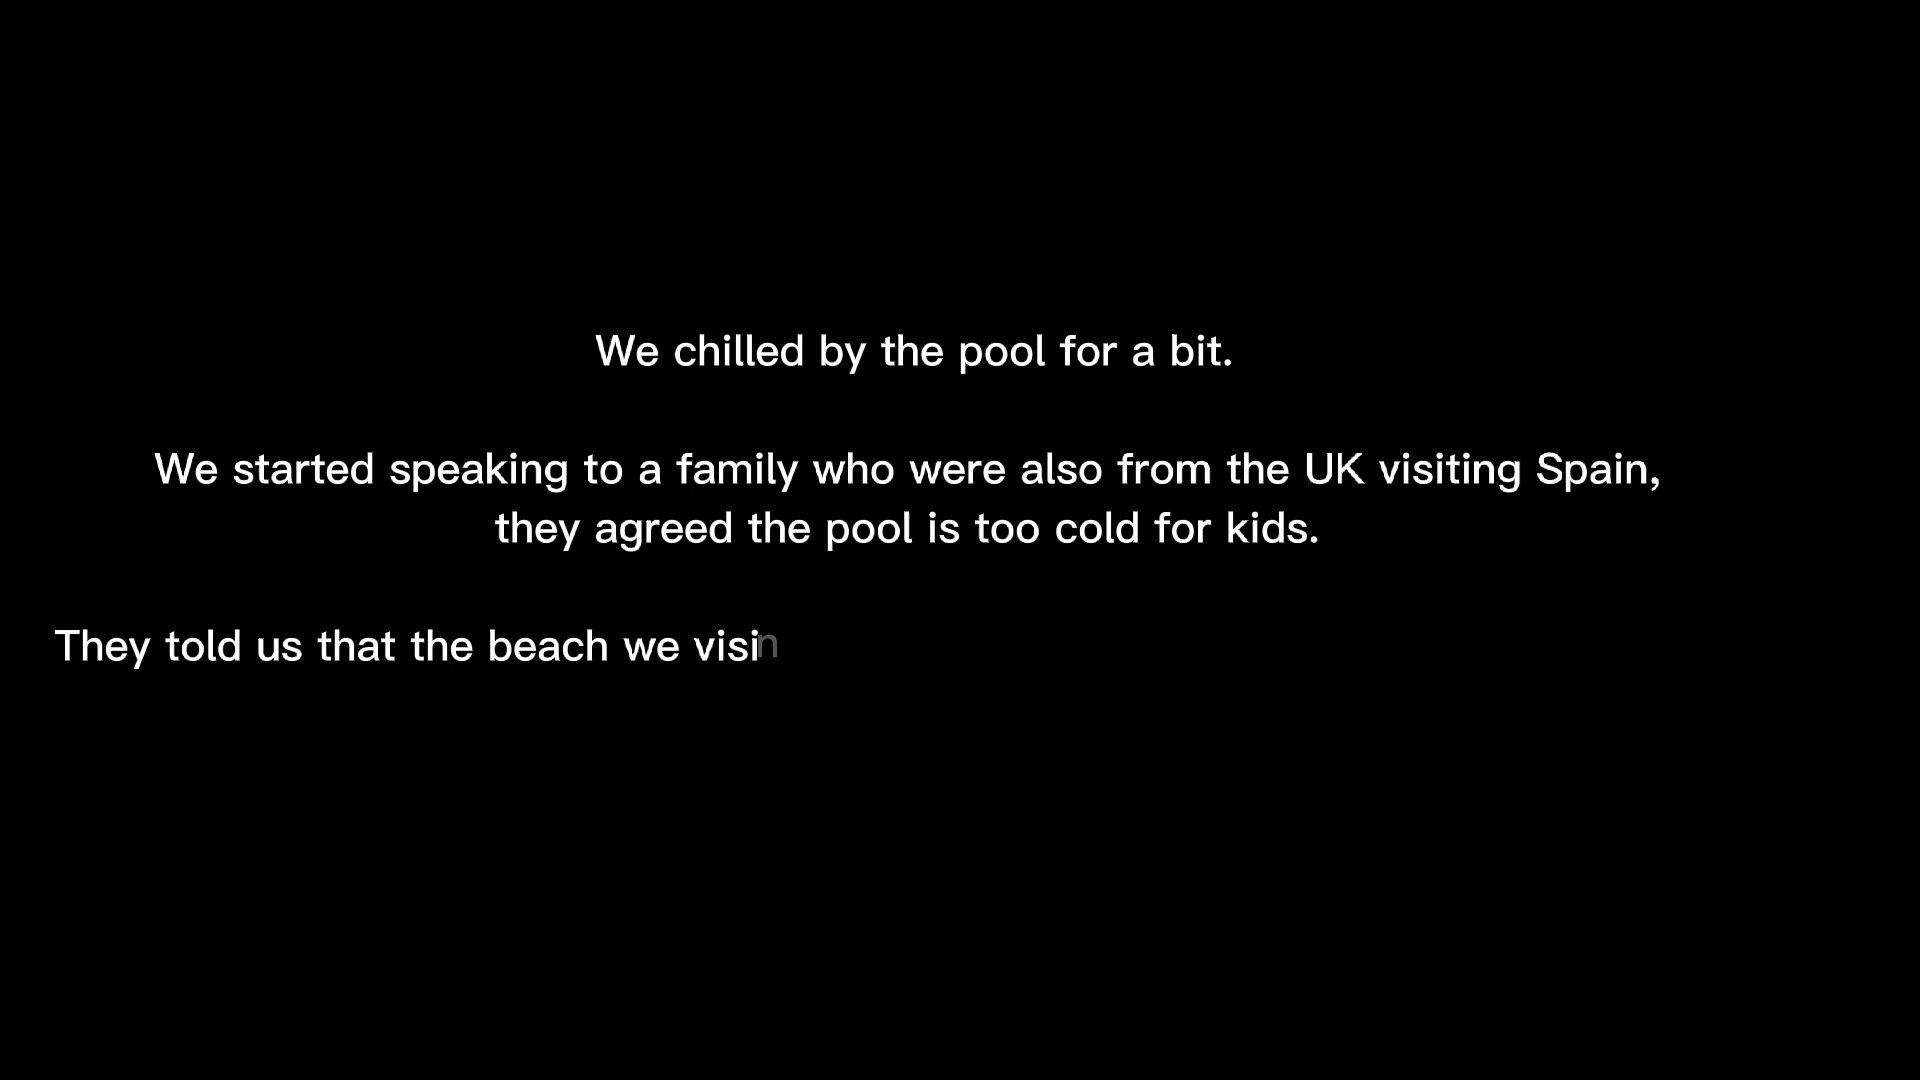 We chilled by the pool for a bit.
We started speaking to a family who were also from the UK visiting Spain,
they agreed the pool is too cold for kids.
They told us that the beach we visi